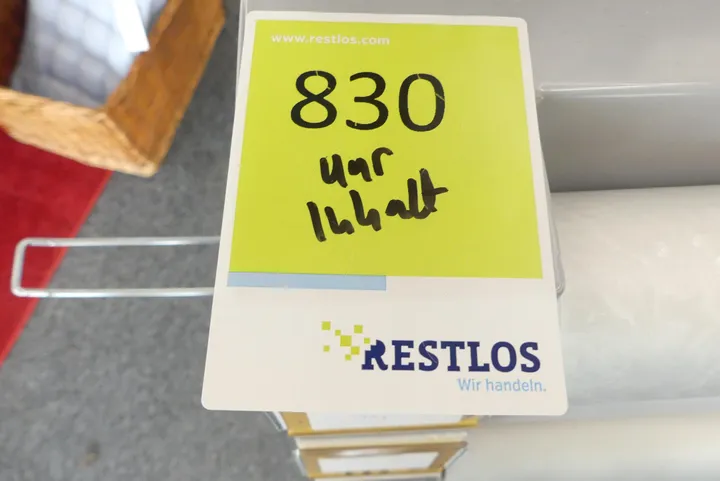 www.restlos.com
830
nur
Inhalt
RESTLOS
Wir handeln.